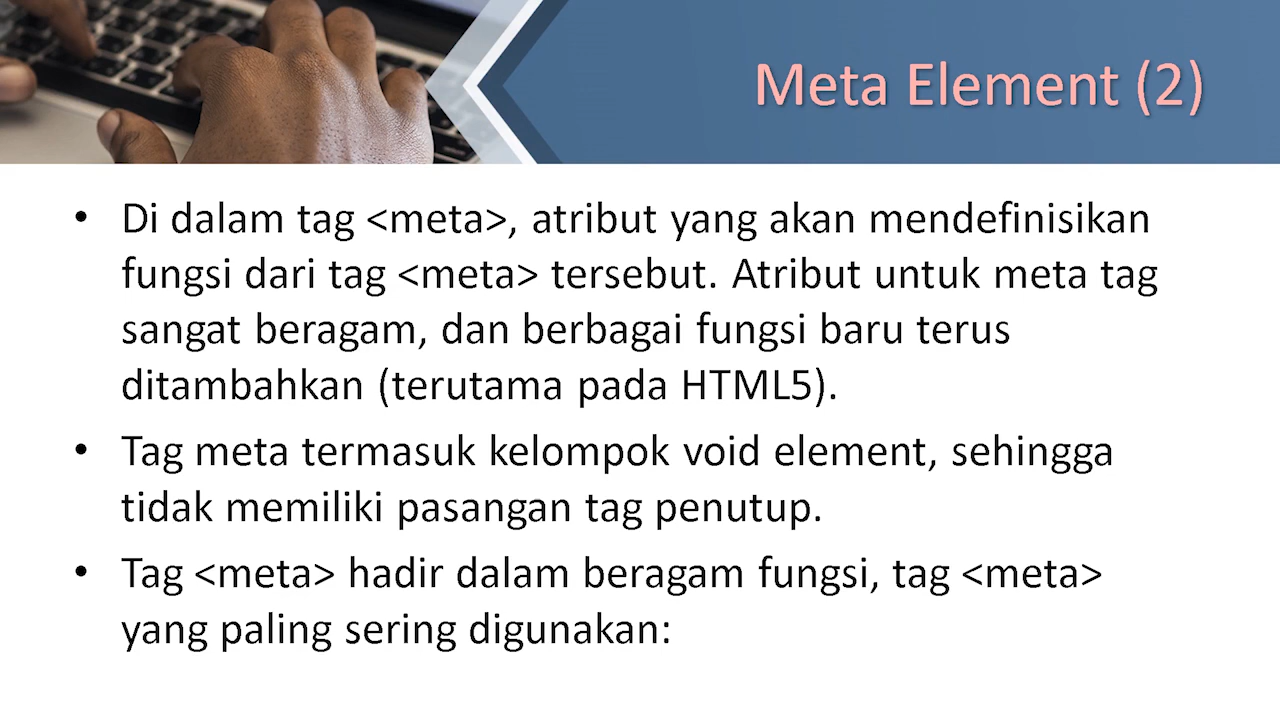 Meta Element (2)
• Di dalam tag <meta>, atribut yang akan mendefinisikan
fungsi dari tag <meta> tersebut. Atribut untuk meta tag
sangat beragam, dan berbagai fungsi baru terus
ditambahkan (terutama pada HTML5).
• Tag meta termasuk kelompok void element, sehingga
tidak memiliki pasangan tag penutup.
• Tag <meta> hadir dalam beragam fungsi, tag <meta>
yang paling sering digunakan: